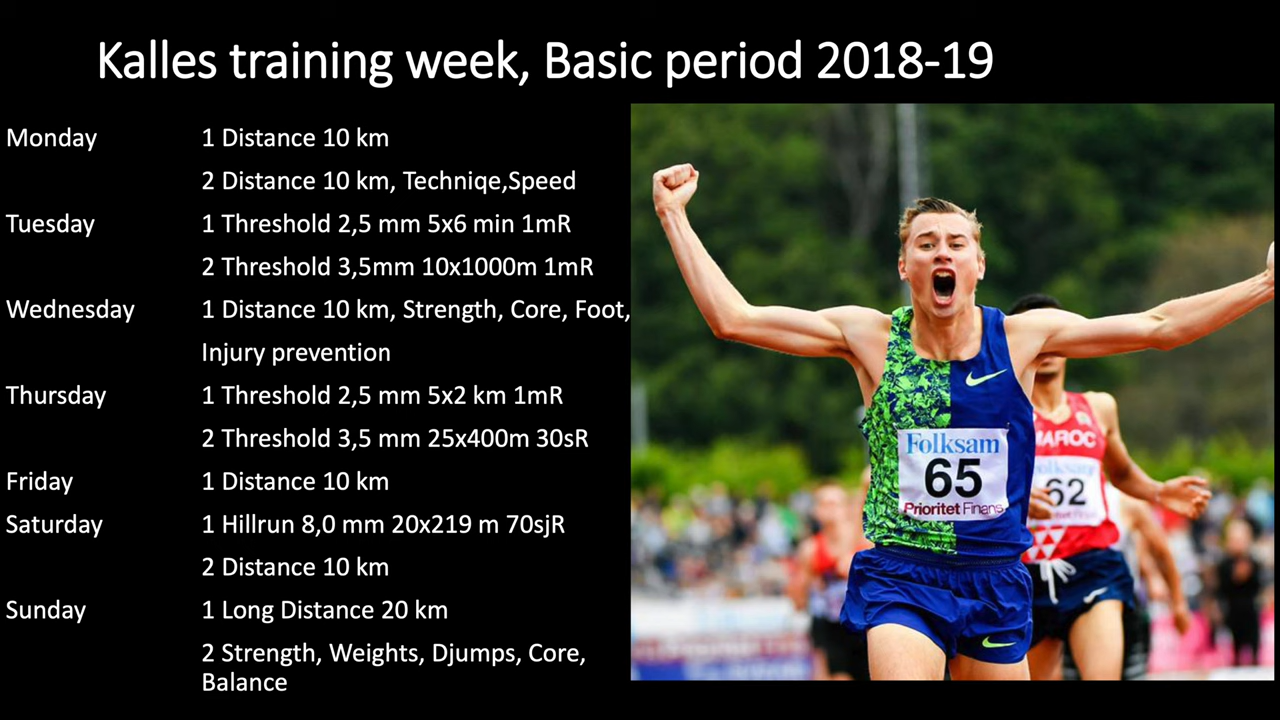 Kalles training week, Basic period 2018-19
Monday 1 Distance 10 km
2 Distance 10 km, Techniqe,Speed
Tuesday 1 Threshold 2,5 mm 5x6 min 1mR
2 Threshold 3,5mm 10x1000m 1mR
Wednesday 1 Distance 10 km, Strength, Core, Foot,
Injury prevention
Thursday 1 Threshold 2,5 mm 5x2 km 1mR
2 Threshold 3,5 mm 25x400m 30sR
Friday 1 Distance 10 km
Saturday 1 Hillrun 8,0 mm 20x219 m 70sjR
2 Distance 10 km
Sunday 1 Long Distance 20 km
2 Strength, Weights, Djumps, Core,
Balance
Folksam
65
Prioritet Finans
MAROC
olksam
62